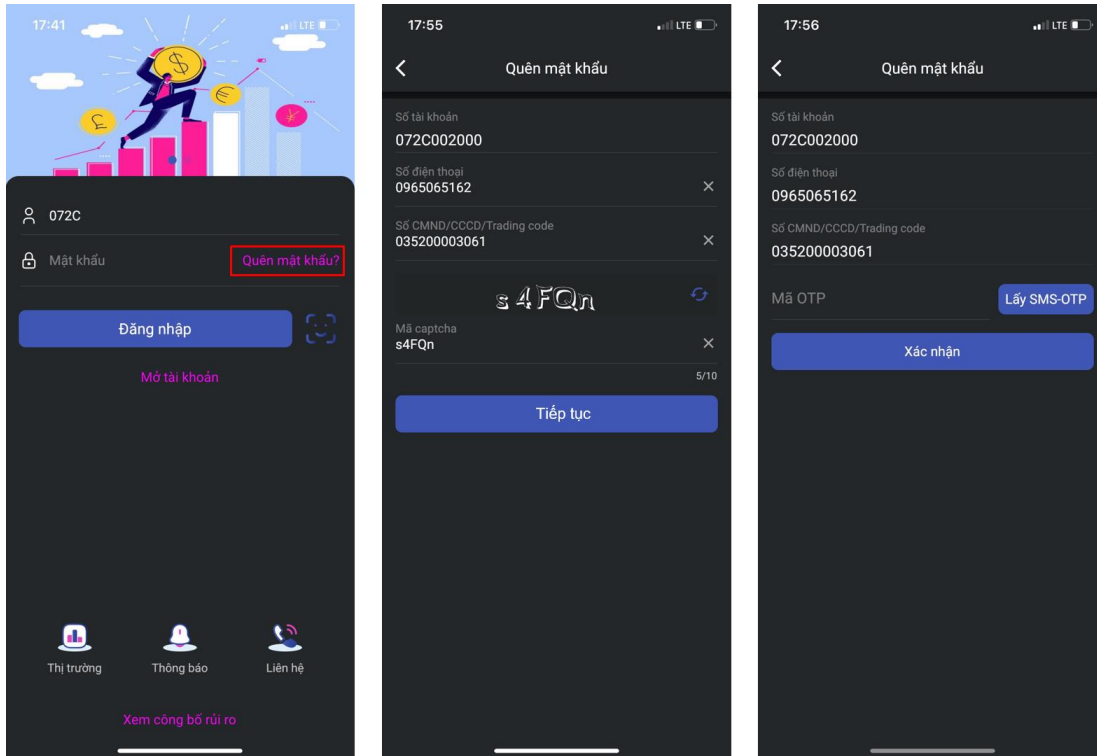 17:41
LTE
072C
Mật khẩu
Quên mật khẩu?
Đăng nhập
Mở tài khoản
Thị trường
Thông báo
Liên hệ
Xem công bố rủi ro
17:55
LTE
Quên mật khẩu
Số tài khoản
072C002000
Số điện thoại
0965065162
Số CMND/CCCD/Trading code
035200003061
s4FQn
Mã captcha
s4FQn
5/10
Tiếp tục
17:56
LTE
Quên mật khẩu
Số tài khoản
072C002000
Số điện thoại
0965065162
Số CMND/CCCD/Trading code
035200003061
Mã OTP
Lấy SMS-OTP
Xác nhận